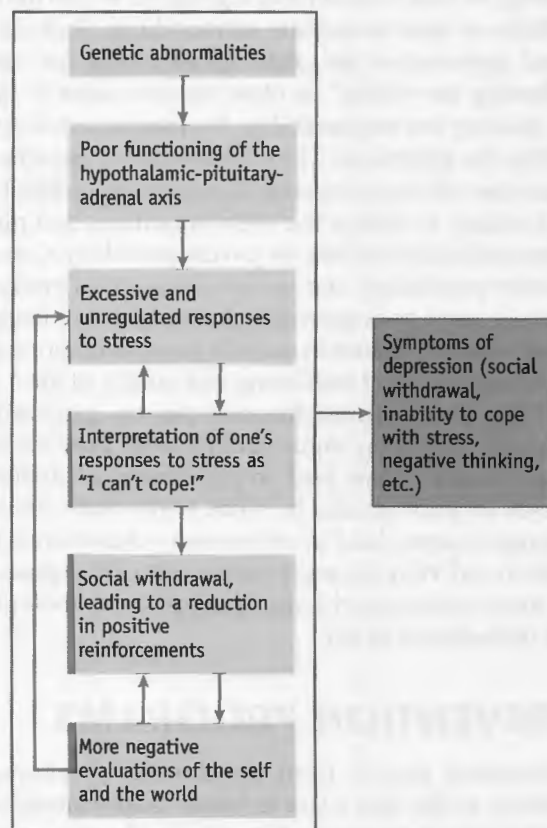 Genetic abnormalities
Poor functioning of the
hypothalamic-pituitary-
adrenal axis
Excessive and
unregulated responses
to stress
Interpretation of one's
responses to stress as
"I can't cope!"
Social withdrawal,
leading to a reduction
in positive
reinforcements
More negative
evaluations of the self
and the world
Symptoms of
depression (social
withdrawal,
inability to cope
with stress,
negative thinking,
etc.)